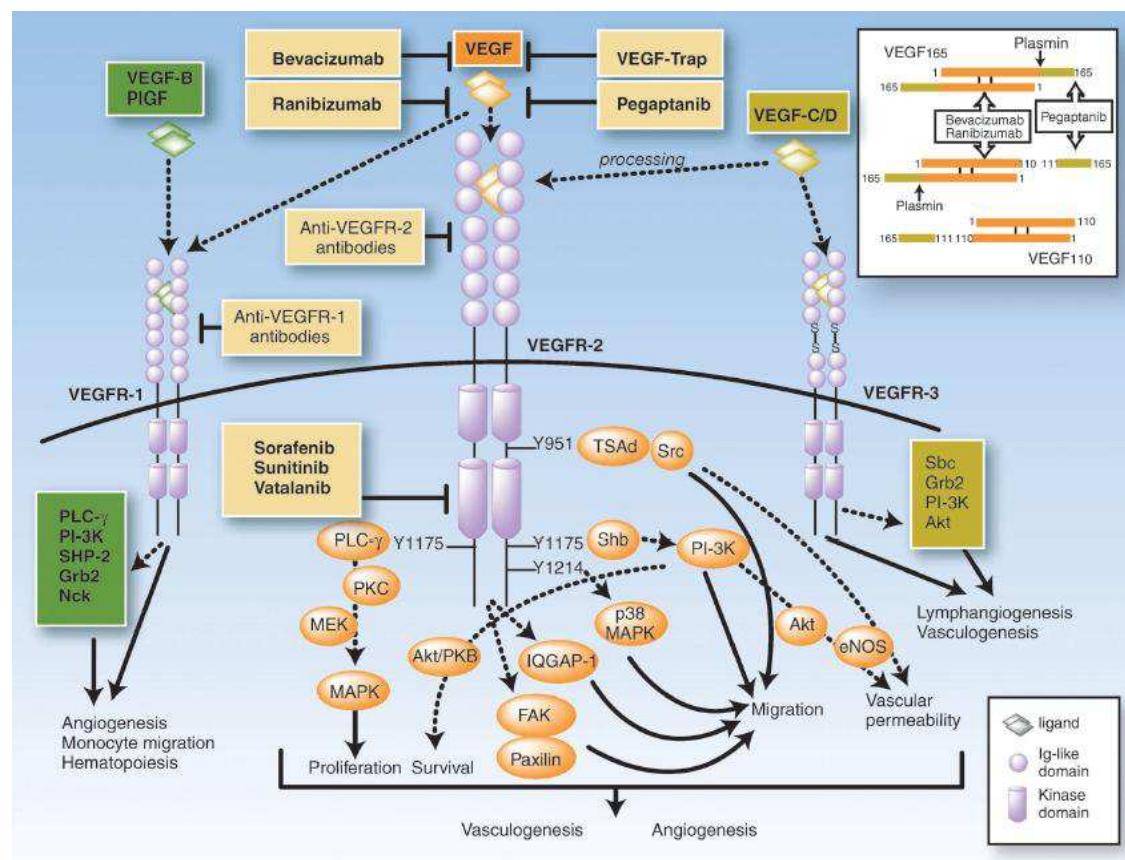 VEGF-B
PlGF
Bevacizumab
VEGF
VEGF-Trap
Ranibizumab
Pegaptanib
VEGF-C/D
processing
Anti-VEGFR-2
antibodies
Anti-VEGFR-1
antibodies
VEGFR-1
VEGFR-2
VEGFR-3
Sorafenib
Sunitinib
Vatalanib
PLC-γ
PI-3K
SHP-2
Grb2
Nck
Angiogenesis
Monocyte migration
Hematopoiesis
Y951
TSAd
Src
PLC-γ
Y1175
Y1175
Shb
PI-3K
Y1214
PKC
MEK
p38
MAPK
Akt/PKB
IQGAP-1
Akt
eNOS
MAPK
FAK
Paxilin
Migration
Vascular
permeability
Proliferation
Survival
Vasculogenesis
Angiogenesis
S
S
S
S
Sbc
Grb2
PI-3K
Akt
Lymphangiogenesis
Vasculogenesis
VEGF165
Plasmin
1
165
165
1
Bevacizumab
Ranibizumab
Pegaptanib
1
110
111
165
165
1
Plasmin
1
110
165
111
110
1
VEGF110
ligand
Ig-like
domain
Kinase
domain